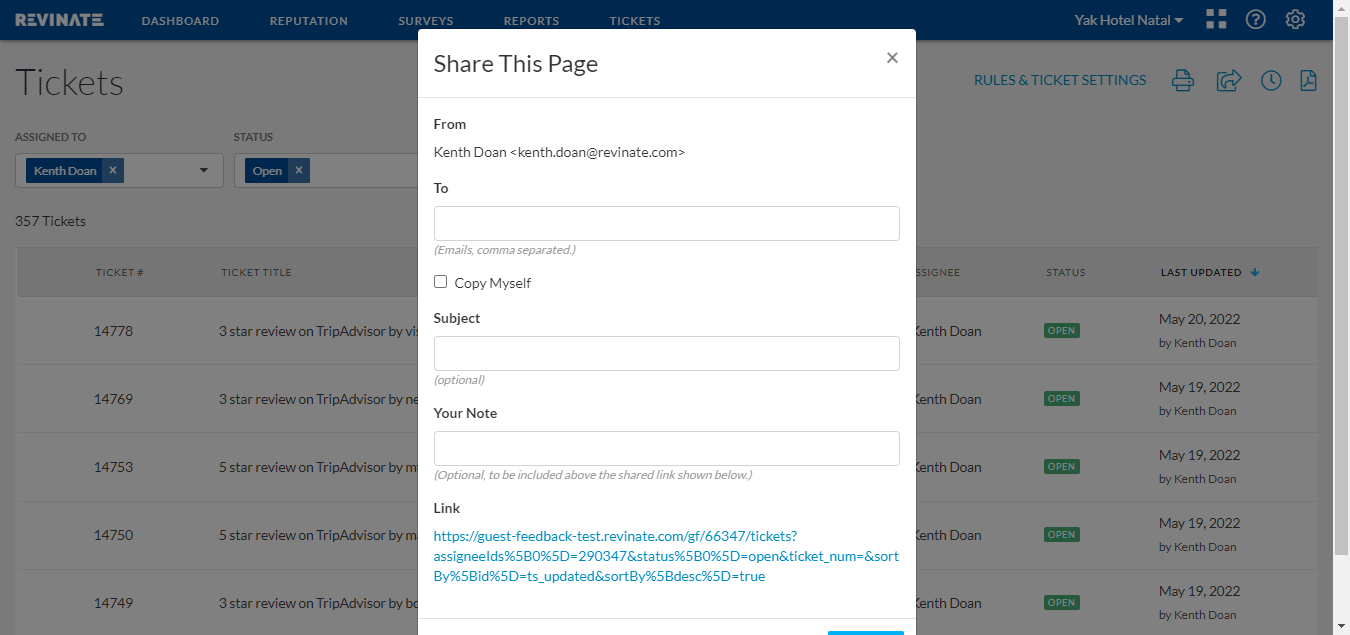 REVINATE
DASHBOARD
REPUTATION
SURVEYS
REPORTS
TICKETS
Yak Hotel Natal
Tickets
RULES & TICKET SETTINGS
ASSIGNED TO
STATUS
Kenth Doan ×
Open ×
357 Tickets
TICKET #
TICKET TITLE
STATUS
LAST UPDATED
14778
3 star review on TripAdvisor by
Kenth Doan
OPEN
May 20, 2022
by Kenth Doan
14769
3 star review on TripAdvisor by
Kenth Doan
OPEN
May 19, 2022
by Kenth Doan
14753
5 star review on TripAdvisor by
Kenth Doan
OPEN
May 19, 2022
by Kenth Doan
14750
5 star review on TripAdvisor by
Kenth Doan
OPEN
May 19, 2022
by Kenth Doan
14749
3 star review on TripAdvisor by
Kenth Doan
OPEN
May 19, 2022
by Kenth Doan
Share This Page
×
From
Kenth Doan <kenth.doan@revinate.com>
To
(Emails, comma separated.)
Copy Myself
Subject
(optional)
Your Note
(Optional, to be included above the shared link shown below.)
Link
https://guest-feedback-test.revinate.com/gf/66347/tickets?
assigneeIds%5B0%5D=290347&status%5B0%5D=open&ticket_num=&sort
By%5Bid%5D=ts_updated&sortBy%5Bdesc%5D=true